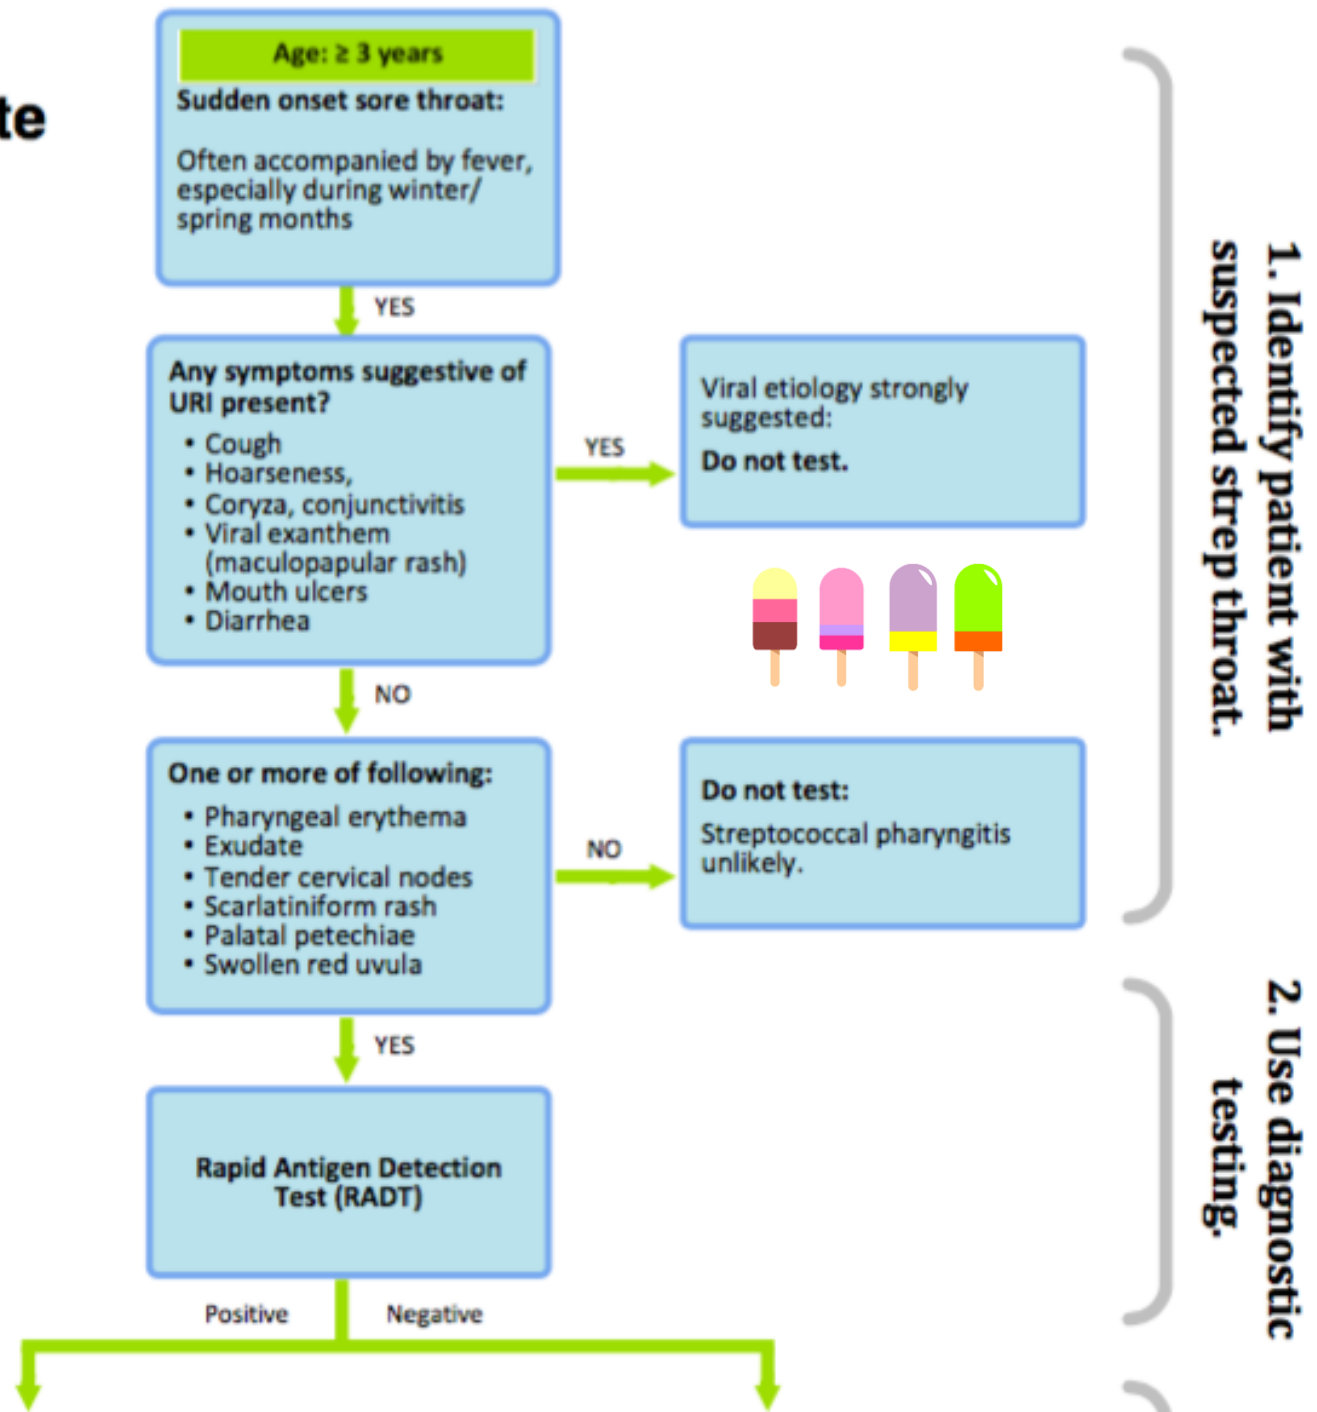 te
Age: ≥ 3 years
Sudden onset sore throat:
Often accompanied by fever,
especially during winter/
spring months
YES
Any symptoms suggestive of
URI present?
• Cough
• Hoarseness,
• Coryza, conjunctivitis
• Viral exanthem
(maculopapular rash)
• Mouth ulcers
• Diarrhea
YES
Viral etiology strongly
suggested:
Do not test.
NO
One or more of following:
• Pharyngeal erythema
• Exudate
• Tender cervical nodes
• Scarlatiniform rash
• Palatal petechiae
• Swollen red uvula
NO
Do not test:
Streptococcal pharyngitis
unlikely.
YES
Rapid Antigen Detection
Test (RADT)
Positive
Negative
1. Identify patient with
suspected strep throat.
2. Use diagnostic
testing.